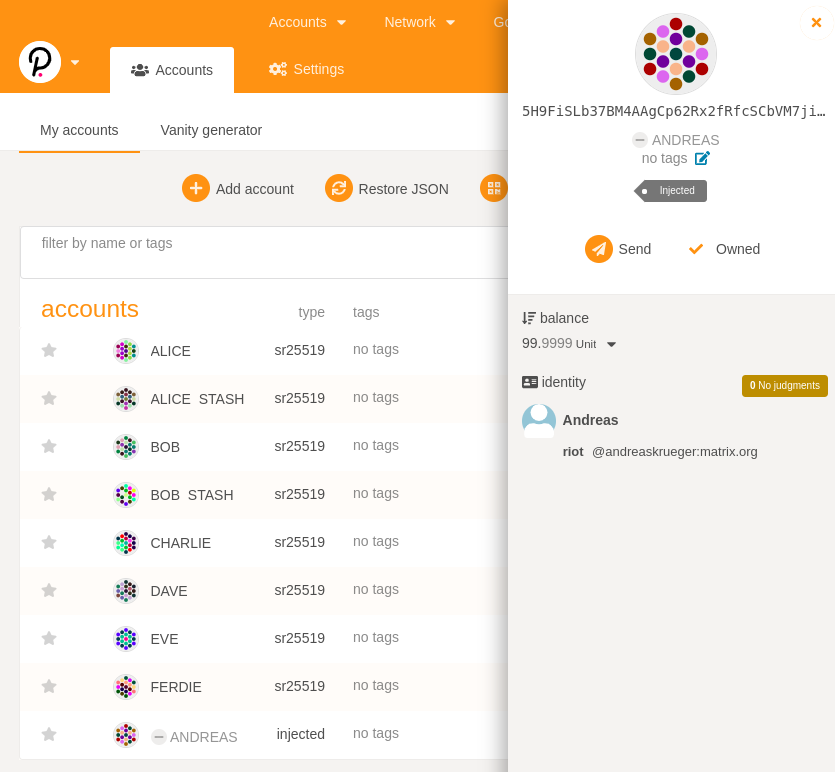 Accounts
Network
Accounts
Settings
My accounts
Vanity generator
Add account
Restore JSON
filter by name or tags
accounts type tags
ALICE sr25519 no tags
ALICE STASH sr25519 no tags
BOB sr25519 no tags
BOB STASH sr25519 no tags
CHARLIE sr25519 no tags
DAVE sr25519 no tags
EVE sr25519 no tags
FERDIE sr25519 no tags
ANDREAS injected no tags
5H9FiSLb37BM4AAgCp62Rx2fRfcSCbVM7ji…
ANDREAS
no tags
Injected
Send
Owned
balance
99.9999 Unit
identity
0 No judgments
Andreas
riot @andreaskrueger:matrix.org